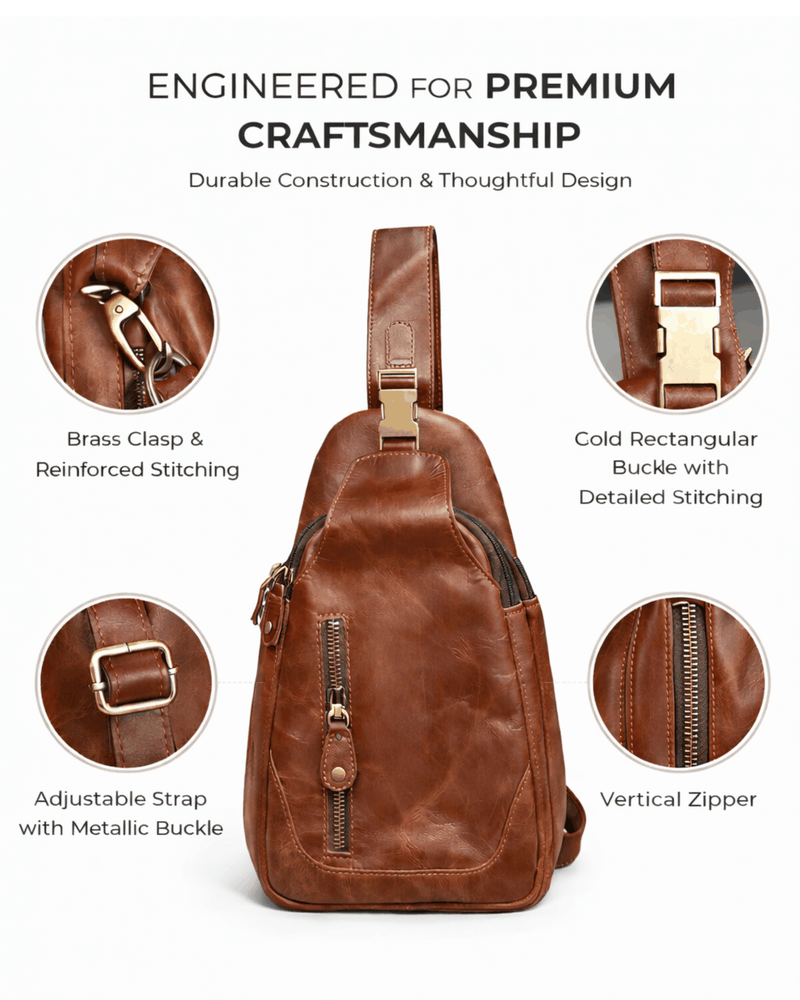 ENGINEERED FOR PREMIUM
CRAFTSMANSHIP
Durable Construction & Thoughtful Design
Brass Clasp &
Reinforced Stitching
Cold Rectangular
Buckle with
Detailed Stitching
Adjustable Strap
with Metallic Buckle
Vertical Zipper